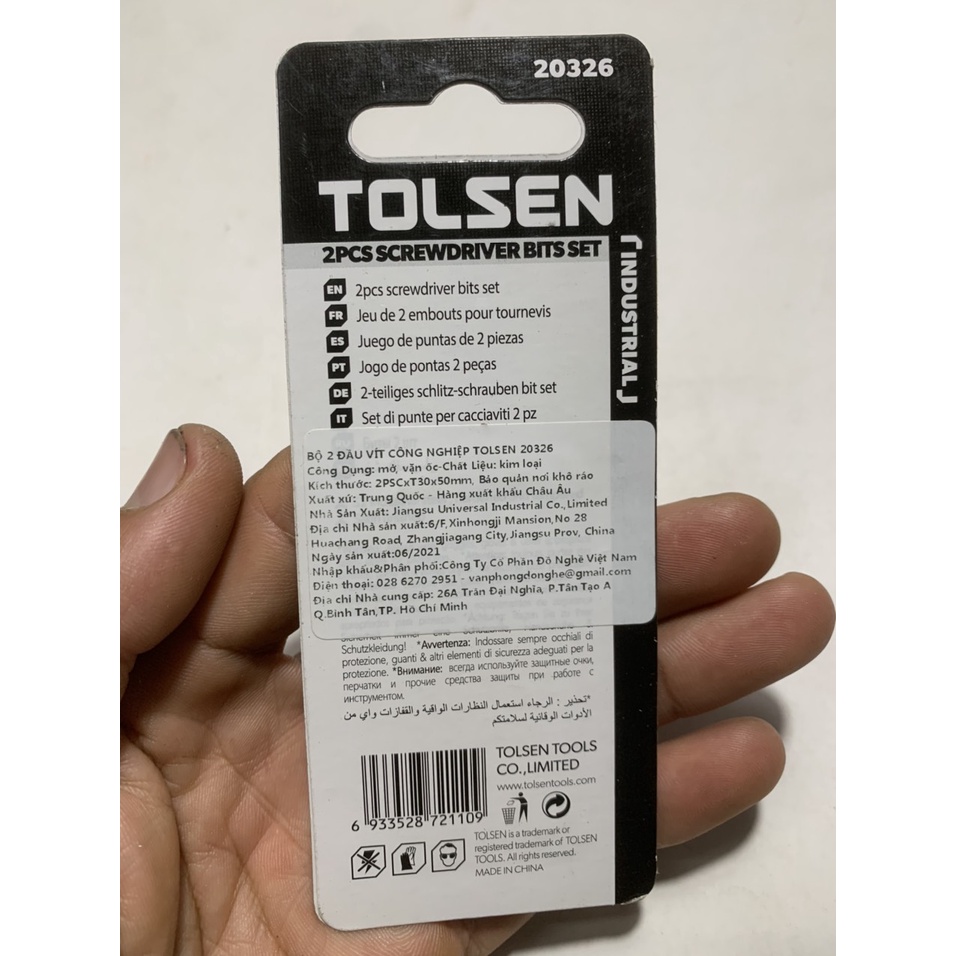 20326
TOLSEN
2PCS SCREWDRIVER BITS SET
INDUSTRIAL
EN 2pcs screwdriver bits set
FR Jeu de 2 embouts pour tournevis
ES Juego de puntas de 2 piezas
PT Jogo de pontas 2 peças
DE 2-teiliges schlitz-schrauben bit set
IT Set di punte per cacciaviti 2 pz
BỘ 2 ĐẦU VÍT CÔNG NGHIỆP TOLSEN 20326
Công Dụng: mở, vặn ốc-Chất Liệu: kim loại
Kích thước: 2PSCxT30x50mm, Bảo quản nơi khô ráo
Xuất xứ: Trung Quốc - Hàng xuất khẩu Châu Âu
Nhà Sản Xuất: Jiangsu Universal Industrial Co.,Limited
Địa chỉ Nhà sản xuất:6/F,Xinhongji Mansion,No 28
Huachang Road, Zhangjiagang City,Jiangsu Prov, China
Ngày sản xuất:06/2021
Nhập khẩu&Phân phối:Công Ty Cổ Phần Đồ Nghề Việt Nam
Điện thoại: 028 6270 2951 - vanphongdonghe@gmail.com
Địa chỉ Nhà cung cấp: 26A Trần Đại Nghĩa, P.Tân Tạo A
Q.Bình Tân,TP. Hồ Chí Minh
Schutzkleidung! *Avvertenza: Indossare sempre occhiali di
protezione, guanti & altri elementi di sicurezza adeguati per la
protezione. *Внимание: всегда используйте защитные очки,
перчатки и прочие средства защиты при работе с
инструментом.
*تحذير : الرجاء استعمال النظارات الواقية والقفازات واي من
الأدوات الوقائية لسلامتكم
TOLSEN TOOLS
CO.,LIMITED
www.tolsentools.com
6 933528 721109
TOLSEN is a trademark or
registered trademark of TOLSEN
TOOLS. All rights reserved.
MADE IN CHINA